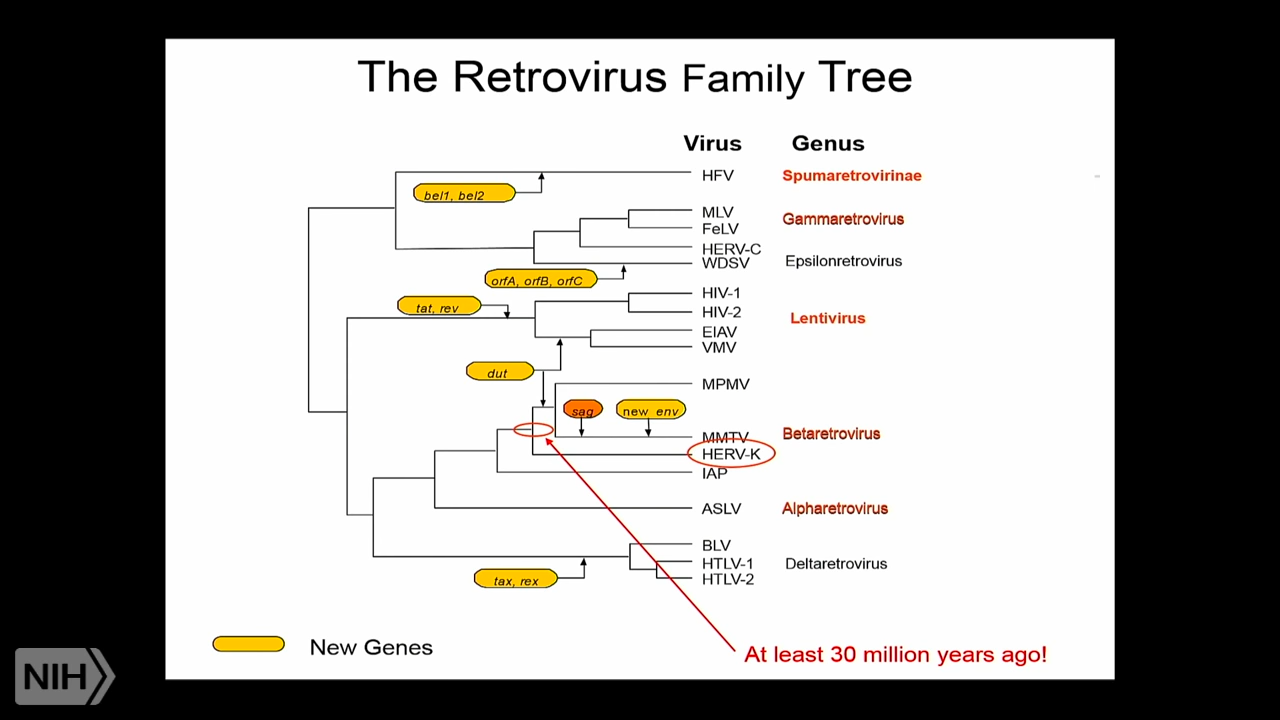 The Retrovirus Family Tree
Virus Genus
HFV Spumaretrovirinae
bel1, bel2
MLV
Gammaretrovirus
FeLV
HERV-C
WDSV Epsilonretrovirus
orfA, orfB, orfC
HIV-1
tat, rev
HIV-2
Lentivirus
EIAV
VMV
dut
MPMV
sag new env
MMTV Betaretrovirus
HERV-K
IAP
ASLV Alpharetrovirus
BLV
HTLV-1 Deltaretrovirus
HTLV-2
tax, rex
New Genes
At least 30 million years ago!
NIH